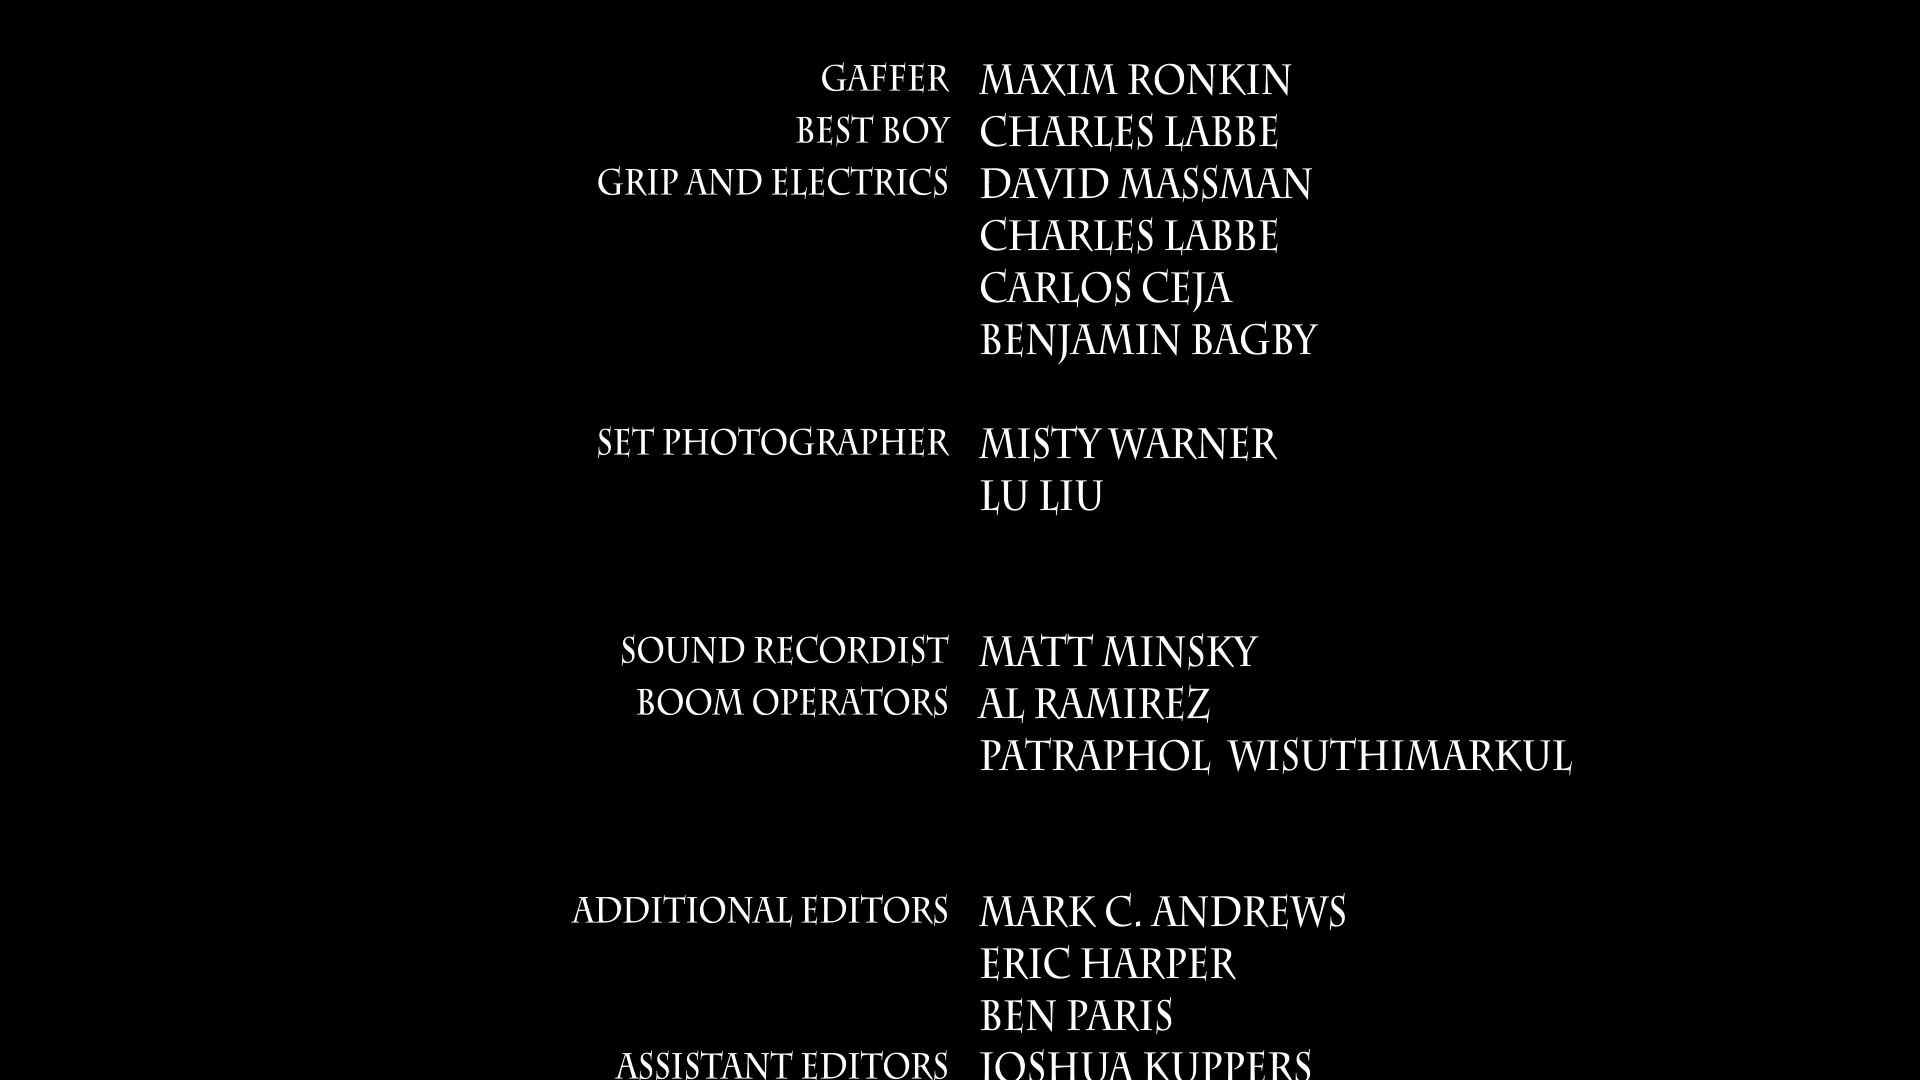 GAFFER MAXIM RONKIN
BEST BOY CHARLES LABBE
GRIP AND ELECTRICS DAVID MASSMAN
CHARLES LABBE
CARLOS CEJA
BENJAMIN BAGBY
SET PHOTOGRAPHER MISTY WARNER
LU LIU
SOUND RECORDIST MATT MINSKY
BOOM OPERATORS AL RAMIREZ
PATRAPHOL WISUTHIMARKUL
ADDITIONAL EDITORS MARK C. ANDREWS
ERIC HARPER
BEN PARIS
ASSISTANT EDITORS JOSHUA KUPPERS